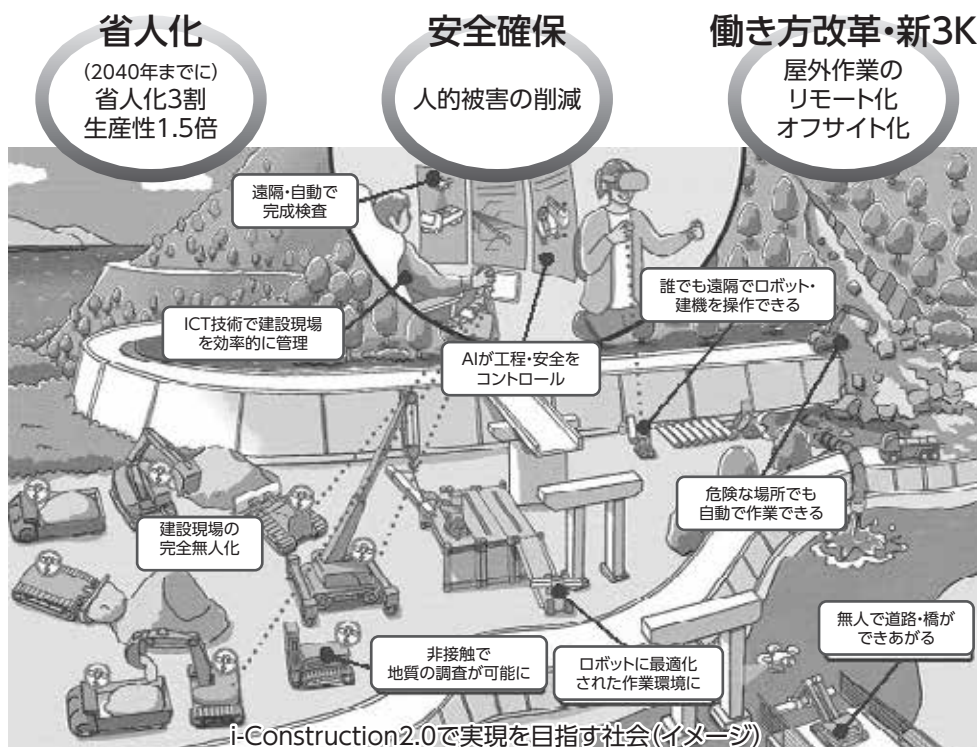 省人化
(2040年までに)
省人化3割
生産性1.5倍
安全確保
人的被害の削減
働き方改革・新3K
屋外作業の
リモート化
オフサイト化
遠隔・自動で
完成検査
ICT技術で建設現場
を効率的に管理
AIが工程・安全を
コントロール
誰でも遠隔でロボット・
建機を操作できる
危険な場所でも
自動で作業できる
建設現場の
完全無人化
非接触で
地質の調査が可能に
ロボットに最適化
された作業環境に
無人で道路・橋が
できあがる
i-Construction2.0で実現を目指す社会(イメージ)